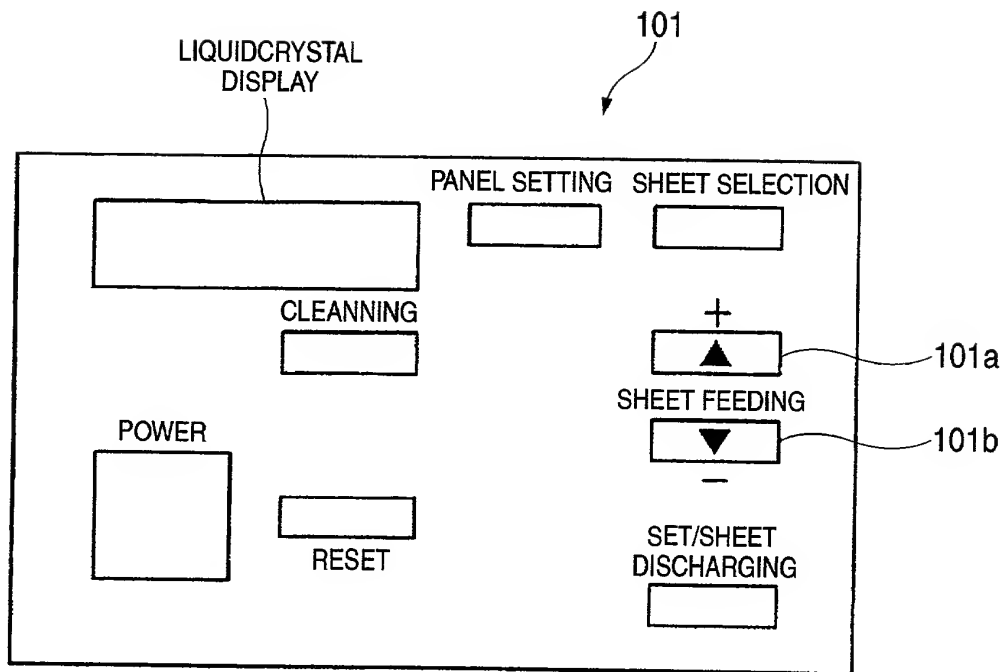 101
LIQUIDCRYSTAL
DISPLAY
PANEL SETTING
SHEET SELECTION
CLEANNING
+
101a
SHEET FEEDING
POWER
101b
−
RESET
SET/SHEET
DISCHARGING